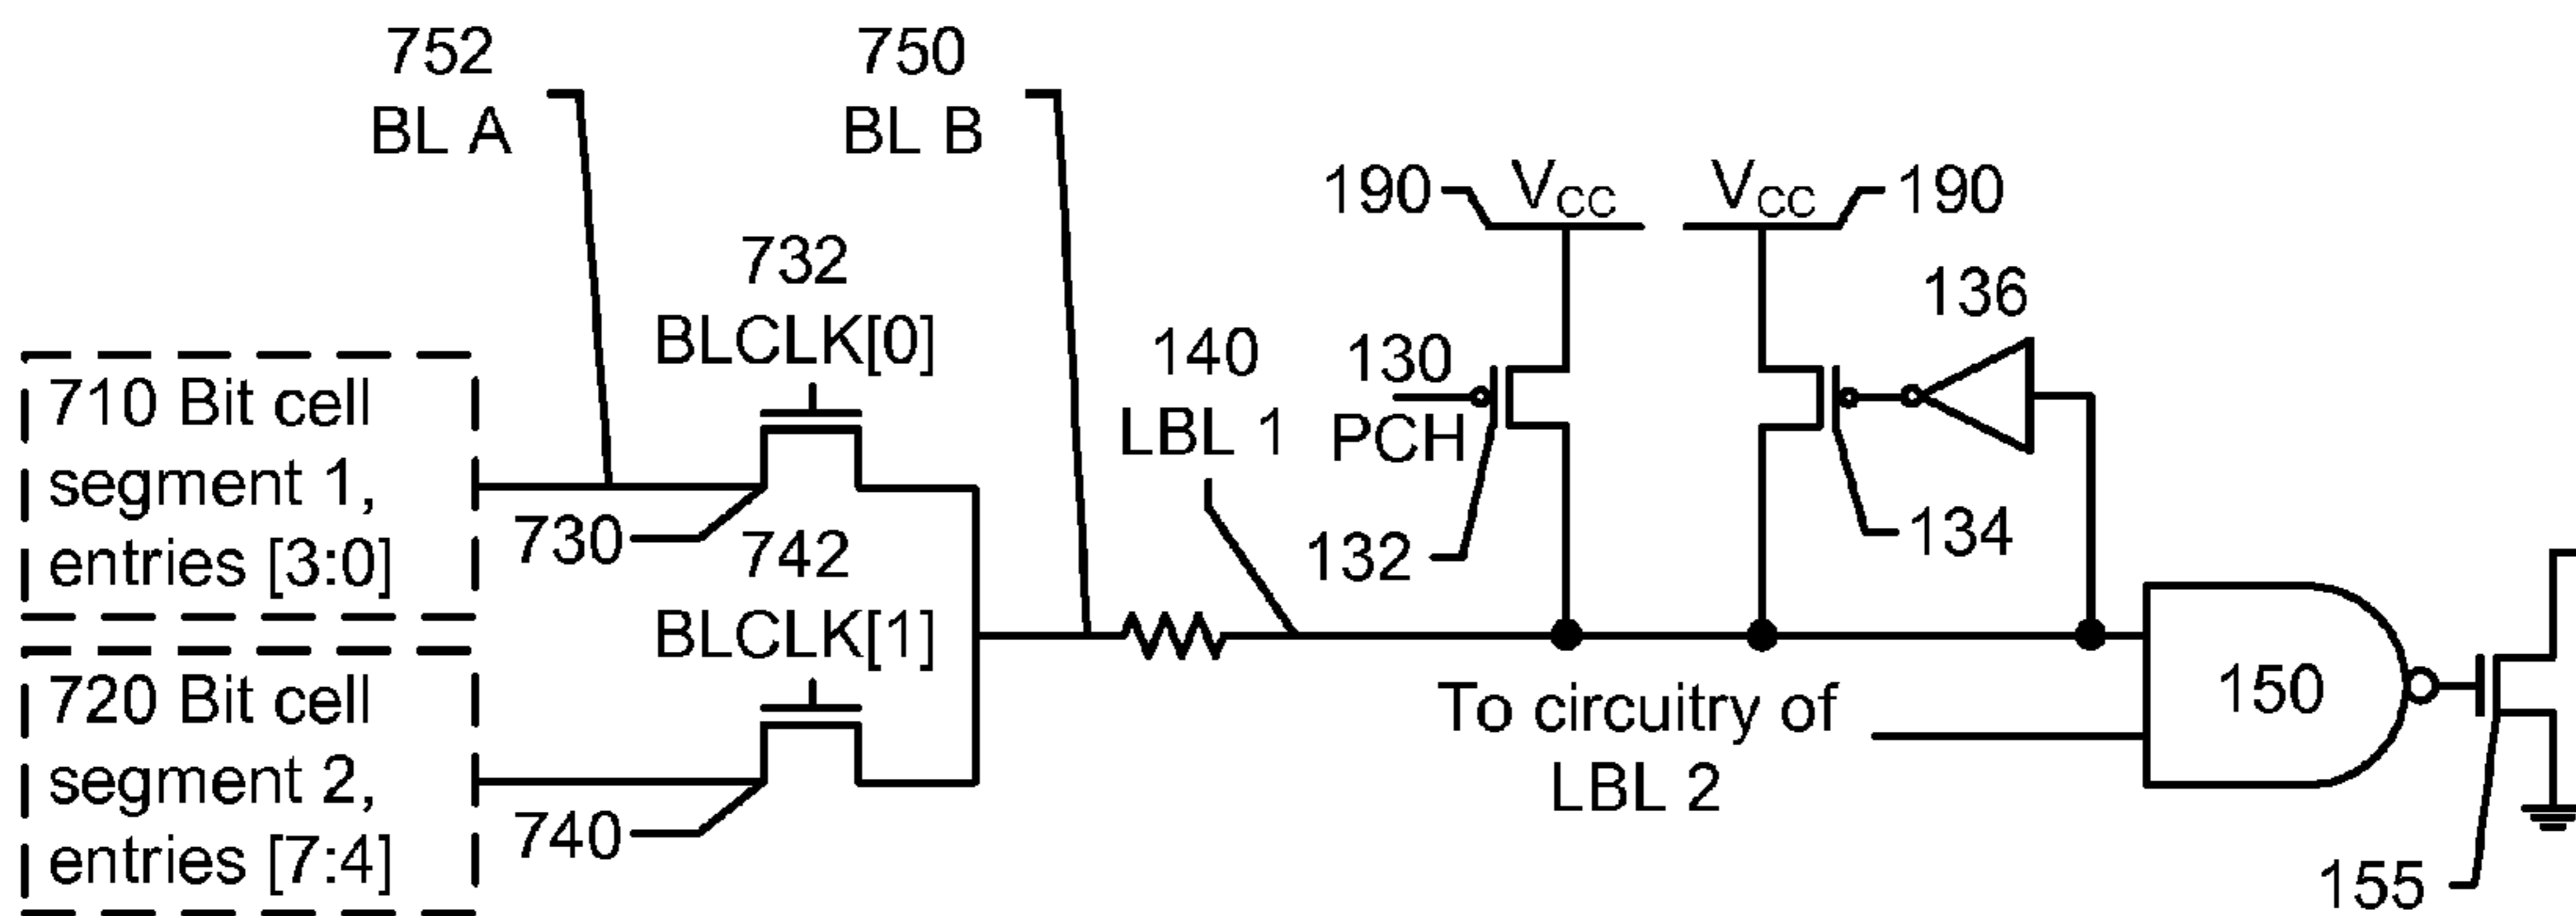 752
BL A
750
BL B
190
VCC
VCC
190
732
BLCLK[0]
136
140
LBL 1
130
PCH
710 Bit cell
segment 1,
entries [3:0]
730
742
BLCLK[1]
132
134
720 Bit cell
segment 2,
entries [7:4]
740
To circuitry of
LBL 2
150
155